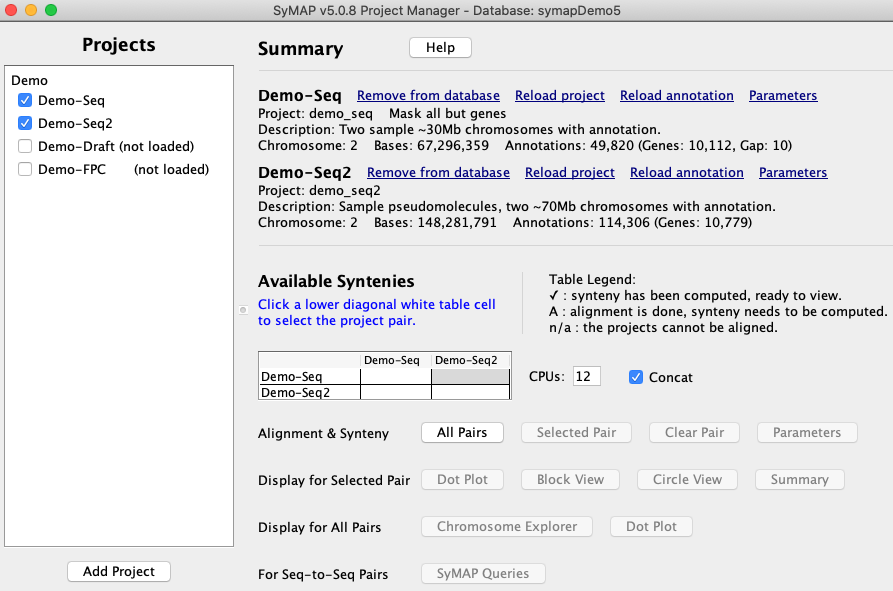 SyMAP v5.0.8 Project Manager - Database: symapDemo5
Projects
Demo
Demo-Seq
Demo-Seq2
Demo-Draft (not loaded)
Demo-FPC (not loaded)
Add Project
Summary Help
Demo-Seq Remove from database Reload project Reload annotation Parameters
Project: demo_seq Mask all but genes
Description: Two sample ~30Mb chromosomes with annotation.
Chromosome: 2 Bases: 67,296,359 Annotations: 49,820 (Genes: 10,112, Gap: 10)
Demo-Seq2 Remove from database Reload project Reload annotation Parameters
Project: demo_seq2
Description: Sample pseudomolecules, two ~70Mb chromosomes with annotation.
Chromosome: 2 Bases: 148,281,791 Annotations: 114,306 (Genes: 10,779)
Available Syntenies
Click a lower diagonal white table cell
to select the project pair.
Table Legend:
✓ : synteny has been computed, ready to view.
A : alignment is done, synteny needs to be computed.
n/a : the projects cannot be aligned.
Demo-Seq Demo-Seq2
Demo-Seq
Demo-Seq2
CPUs: 12 Concat
Alignment & Synteny All Pairs Selected Pair Clear Pair Parameters
Display for Selected Pair Dot Plot Block View Circle View Summary
Display for All Pairs Chromosome Explorer Dot Plot
For Seq-to-Seq Pairs SyMAP Queries